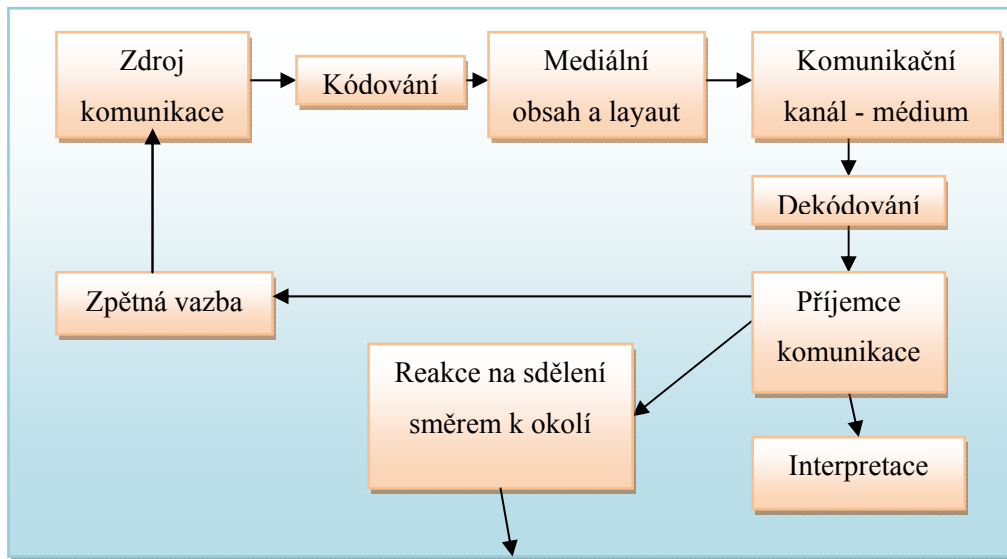 Zdroj
komunikace
Kódování
Mediální
obsah a layaut
Komunikační
kanál - médium
Dekódování
Příjemce
komunikace
Zpětná vazba
Reakce na sdělení
směrem k okolí
Interpretace